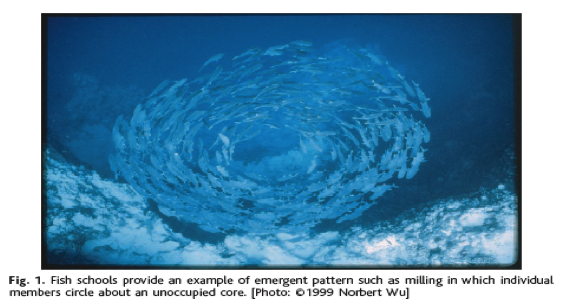 Fig. 1. Fish schools provide an example of emergent pattern such as milling in which individual
members circle about an unoccupied core. [Photo: ©1999 Norbert Wu]